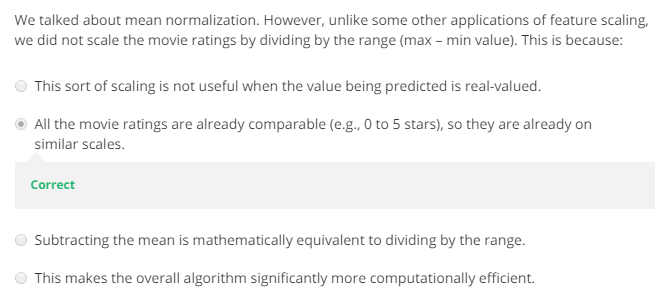 We talked about mean normalization. However, unlike some other applications of feature scaling,
we did not scale the movie ratings by dividing by the range (max – min value). This is because:
This sort of scaling is not useful when the value being predicted is real-valued.
All the movie ratings are already comparable (e.g., 0 to 5 stars), so they are already on
similar scales.
Correct
Subtracting the mean is mathematically equivalent to dividing by the range.
This makes the overall algorithm significantly more computationally efficient.